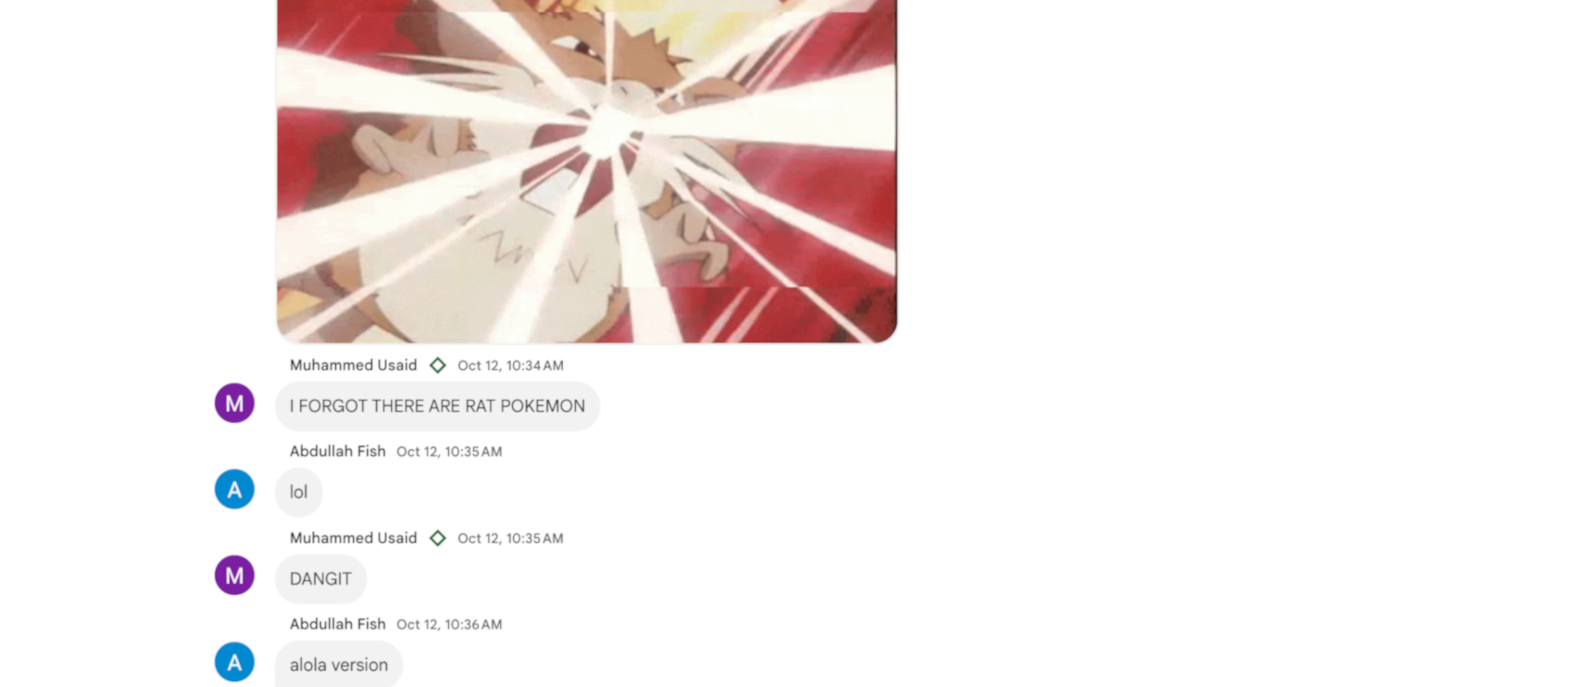 Muhammed Usaid Oct 12, 10:34 AM
M
I FORGOT THERE ARE RAT POKEMON
Abdullah Fish Oct 12, 10:35 AM
A
lol
Muhammed Usaid Oct 12, 10:35 AM
M
DANGIT
Abdullah Fish Oct 12, 10:36 AM
A
alola version